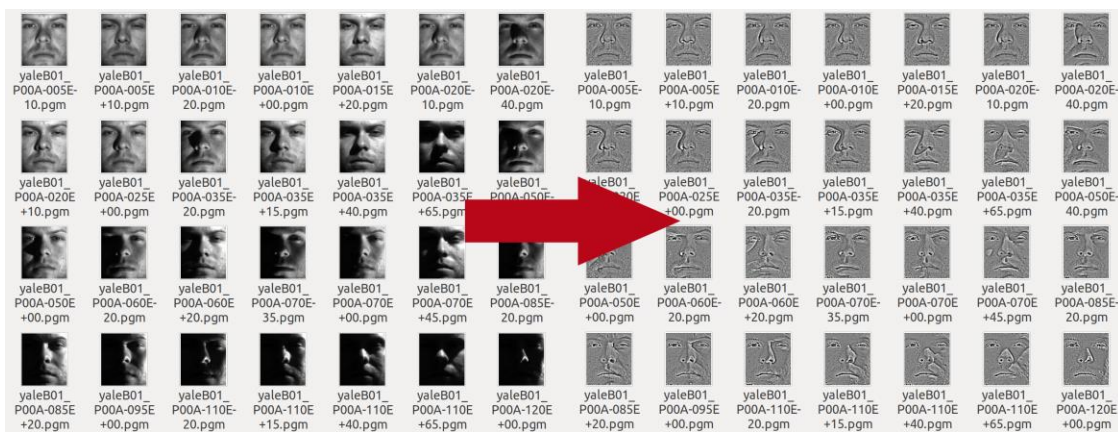 yaleB01_ yaleB01_ yaleB01_ yaleB01_ yaleB01_ yaleB01_ yaleB01_ yaleB01_ yaleB01_ yaleB01_ yaleB01_ yaleB01_ yaleB01_ yaleB01_
P00A-005E- P00A-005E P00A-010E- P00A-010E P00A-015E P00A-020E- P00A-020E- P00A-005E- P00A-005E P00A-010E- P00A-010E P00A-015E P00A-020E- P00A-020E-
10.pgm +10.pgm 20.pgm +00.pgm +20.pgm 10.pgm 40.pgm 10.pgm +10.pgm 20.pgm +00.pgm +20.pgm 10.pgm 40.pgm
yaleB01_ yaleB01_ yaleB01_ yaleB01_ yaleB01_ yaleB01_ yaleB01_ yaleB01_ yaleB01_ yaleB01_ yaleB01_ yaleB01_ yaleB01_ yaleB01_
P00A-020E P00A-025E P00A-035E- P00A-035E P00A-035E P00A-035E P00A-050E- P00A-025E P00A-035E- P00A-035E P00A-035E P00A-035E P00A-050E-
+10.pgm +00.pgm 20.pgm +15.pgm +40.pgm +65.pgm +00.pgm 20.pgm +15.pgm +40.pgm +65.pgm 40.pgm
yaleB01_ yaleB01_ yaleB01_ yaleB01_ yaleB01_ yaleB01_ yaleB01_ yaleB01_ yaleB01_ yaleB01_ yaleB01_ yaleB01_ yaleB01_ yaleB01_
P00A-050E P00A-060E- P00A-060E P00A-070E- P00A-070E P00A-070E P00A-085E- P00A-050E P00A-060E- P00A-060E P00A-070E- P00A-070E P00A-070E P00A-085E-
+00.pgm 20.pgm +20.pgm 35.pgm +00.pgm +45.pgm 20.pgm +00.pgm 20.pgm +20.pgm 35.pgm +00.pgm +45.pgm 20.pgm
yaleB01_ yaleB01_ yaleB01_ yaleB01_ yaleB01_ yaleB01_ yaleB01_ yaleB01_ yaleB01_ yaleB01_ yaleB01_ yaleB01_ yaleB01_ yaleB01_
P00A-085E P00A-095E P00A-110E- P00A-110E P00A-110E P00A-110E P00A-120E P00A-085E P00A-095E P00A-110E- P00A-110E P00A-110E P00A-110E P00A-120E
+20.pgm +00.pgm 20.pgm +15.pgm +40.pgm +65.pgm +00.pgm +20.pgm +00.pgm 20.pgm +15.pgm +40.pgm +65.pgm +00.pgm